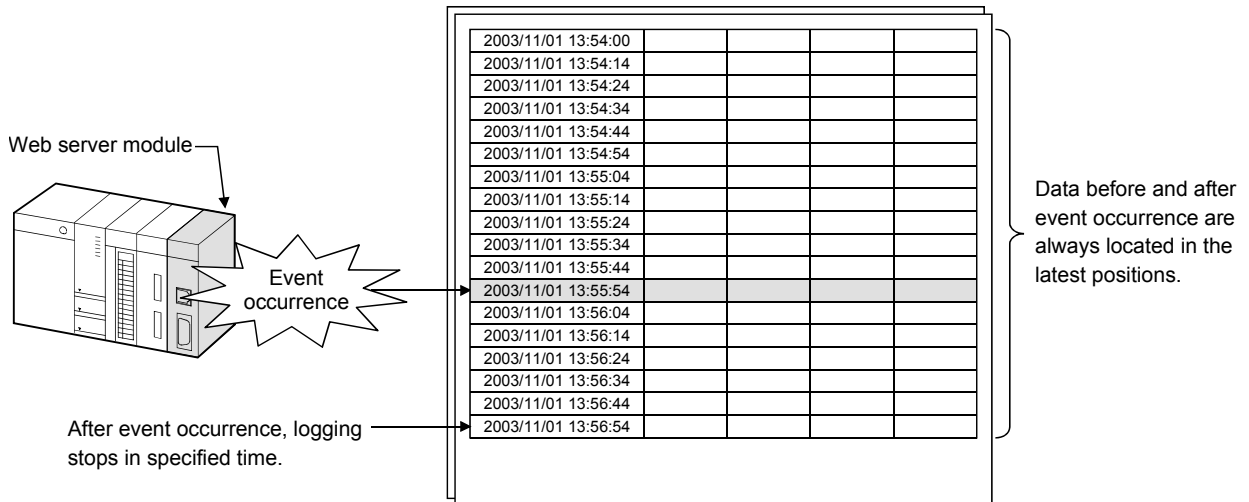 2003/11/01 13:54:00
2003/11/01 13:54:14
2003/11/01 13:54:24
2003/11/01 13:54:34
2003/11/01 13:54:44
2003/11/01 13:54:54
2003/11/01 13:55:04
2003/11/01 13:55:14
2003/11/01 13:55:24
2003/11/01 13:55:34
2003/11/01 13:55:44
2003/11/01 13:55:54
2003/11/01 13:56:04
2003/11/01 13:56:14
2003/11/01 13:56:24
2003/11/01 13:56:34
2003/11/01 13:56:44
2003/11/01 13:56:54
Web server module
Event
occurrence
After event occurrence, logging
stops in specified time.
Data before and after
event occurrence are
always located in the
latest positions.